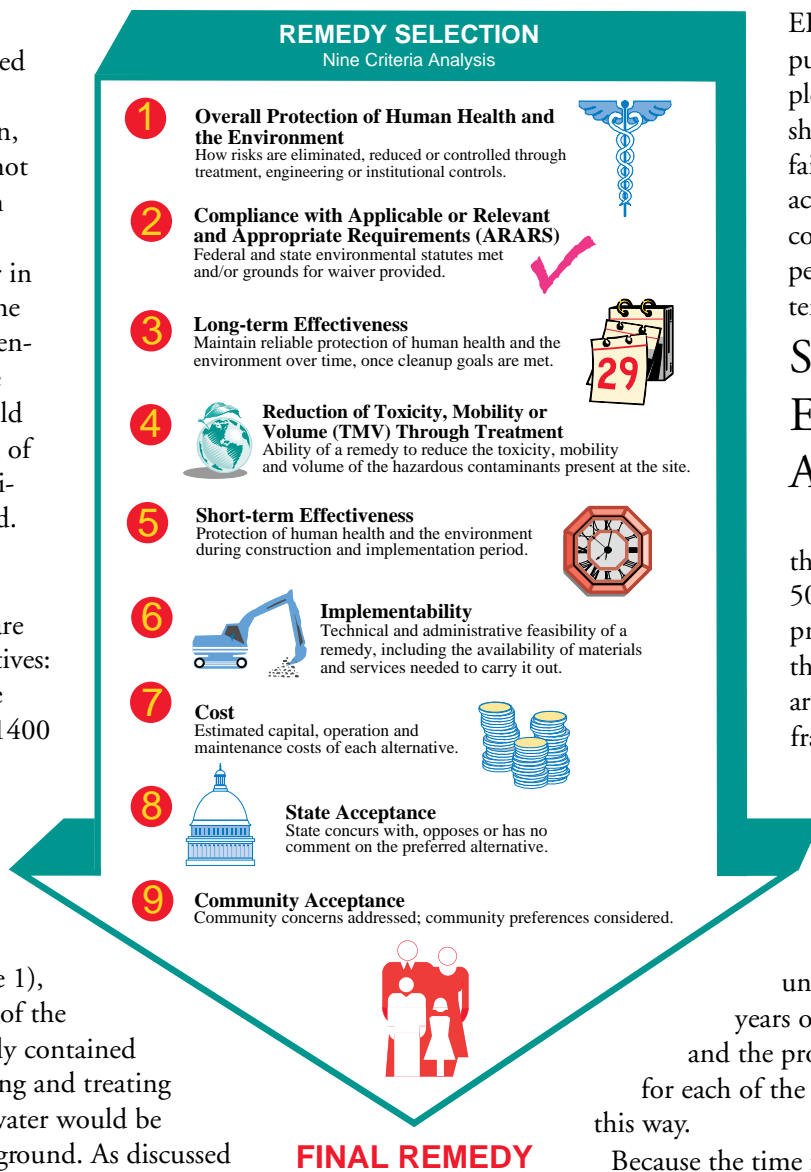 ed
n,
not
n
r in
he
en-
e
ld
of
i-
d.
are
tives:
e
1400
REMEDY SELECTION
Nine Criteria Analysis
1
Overall Protection of Human Health and
the Environment
How risks are eliminated, reduced or controlled through
treatment, engineering or institutional controls.
2
Compliance with Applicable or Relevant
and Appropriate Requirements (ARARS)
Federal and state environmental statutes met
and/or grounds for waiver provided.
3
Long-term Effectiveness
Maintain reliable protection of human health and the
environment over time, once cleanup goals are met.
29
4
Reduction of Toxicity, Mobility or
Volume (TMV) Through Treatment
Ability of a remedy to reduce the toxicity, mobility
and volume of the hazardous contaminants present at the site.
5
Short-term Effectiveness
Protection of human health and the environment
during construction and implementation period.
6
Implementability
Technical and administrative feasibility of a
remedy, including the availability of materials
and services needed to carry it out.
7
Cost
Estimated capital, operation and
maintenance costs of each alternative.
8
State Acceptance
State concurs with, opposes or has no
comment on the preferred alternative.
9
Community Acceptance
Community concerns addressed; community preferences considered.
FINAL REMEDY
e 1),
of the
ly contained
ng and treating
water would be
ground. As discussed
pu
ple
sh
fai
ac
co
pe
te
S
E
A
th
50
pr
th
ar
fra
un
years o
and the pro
for each of the
this way.
Because the time